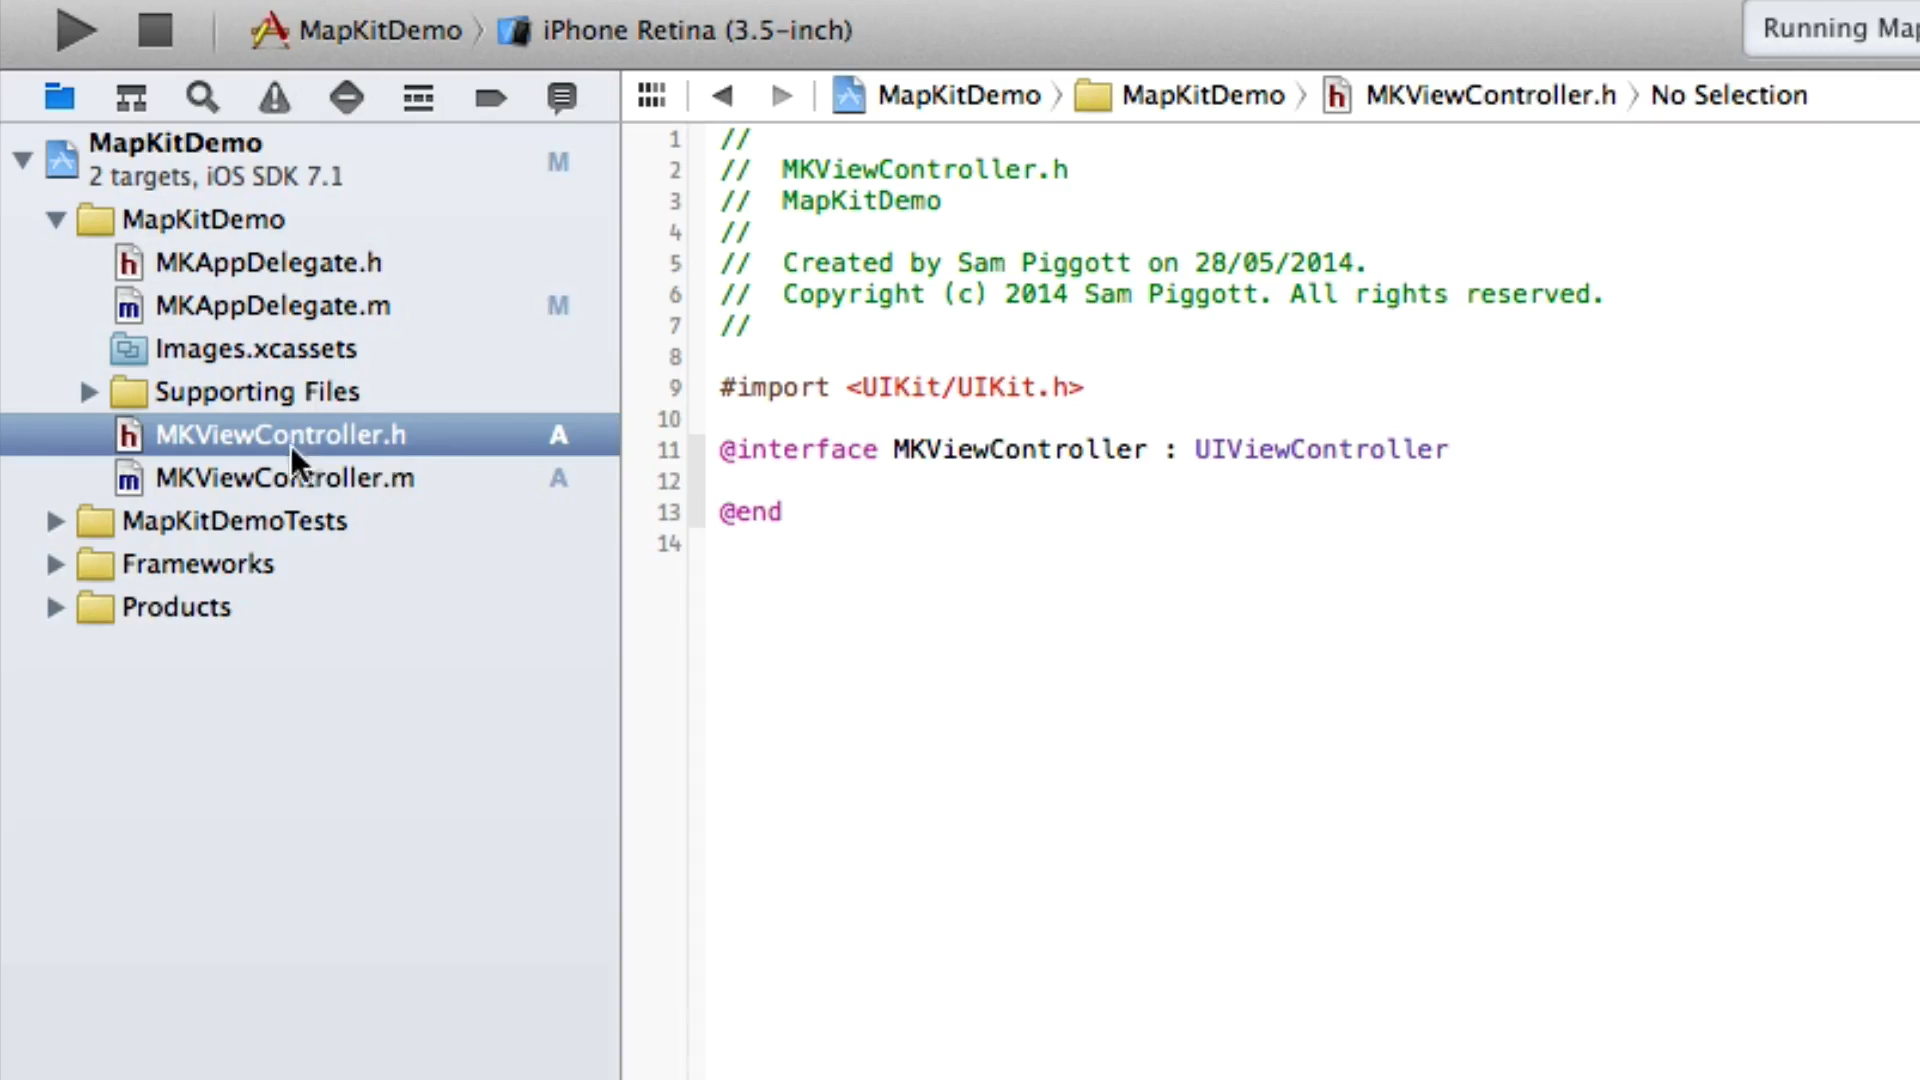 MapKitDemo 〉 iPhone Retina (3.5-inch)
Running Map
MapKitDemo 〉 MapKitDemo 〉 MKViewController.h 〉 No Selection
MapKitDemo
2 targets, iOS SDK 7.1
M
MapKitDemo
MKAppDelegate.h
MKAppDelegate.m M
Images.xcassets
Supporting Files
MKViewController.h A
MKViewController.m A
MapKitDemoTests
Frameworks
Products
1 //
2 //  MKViewController.h
3 //  MapKitDemo
4 //
5 //  Created by Sam Piggott on 28/05/2014.
6 //  Copyright (c) 2014 Sam Piggott. All rights reserved.
7 //
8
9 #import <UIKit/UIKit.h>
10
11 @interface MKViewController : UIViewController
12
13 @end
14